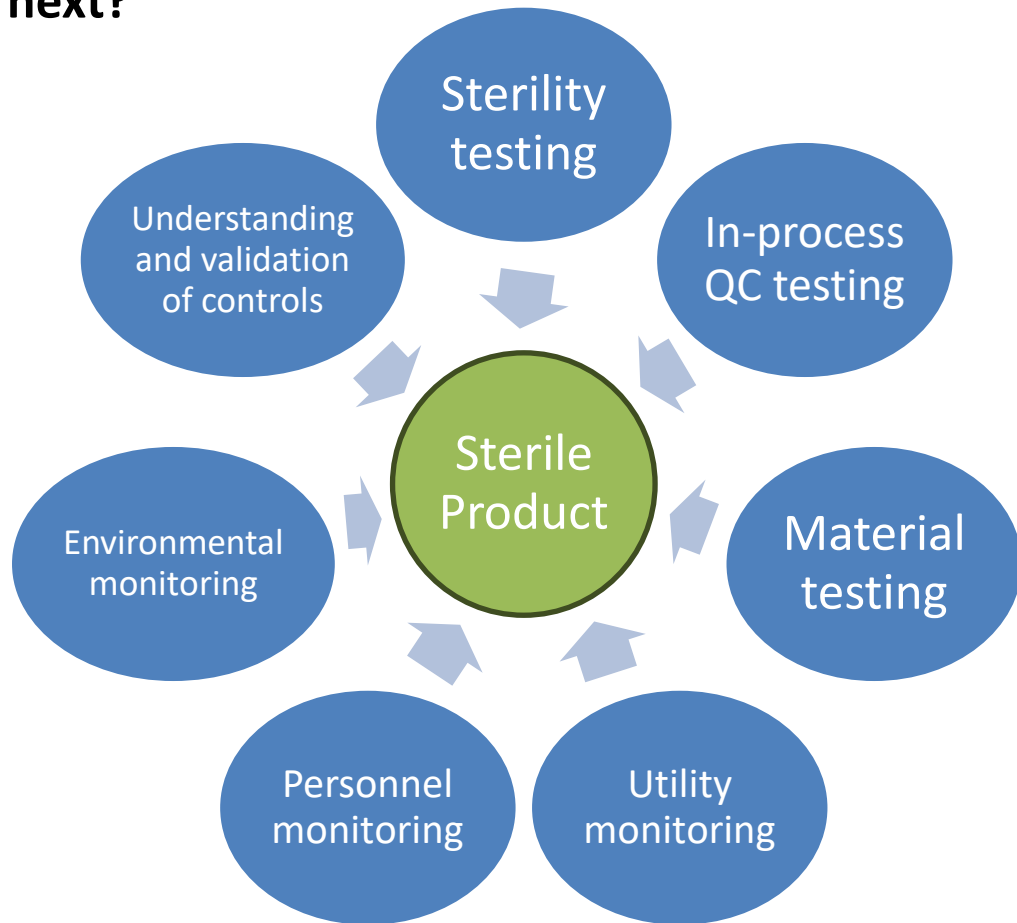 next?
Sterility
testing
In-process
QC testing
Material
testing
Utility
monitoring
Personnel
monitoring
Environmental
monitoring
Understanding
and validation
of controls
Sterile
Product